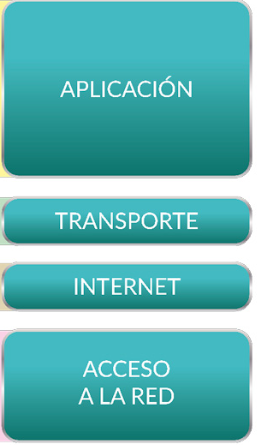 APLICACIÓN
TRANSPORTE
INTERNET
ACCESO
A LA RED